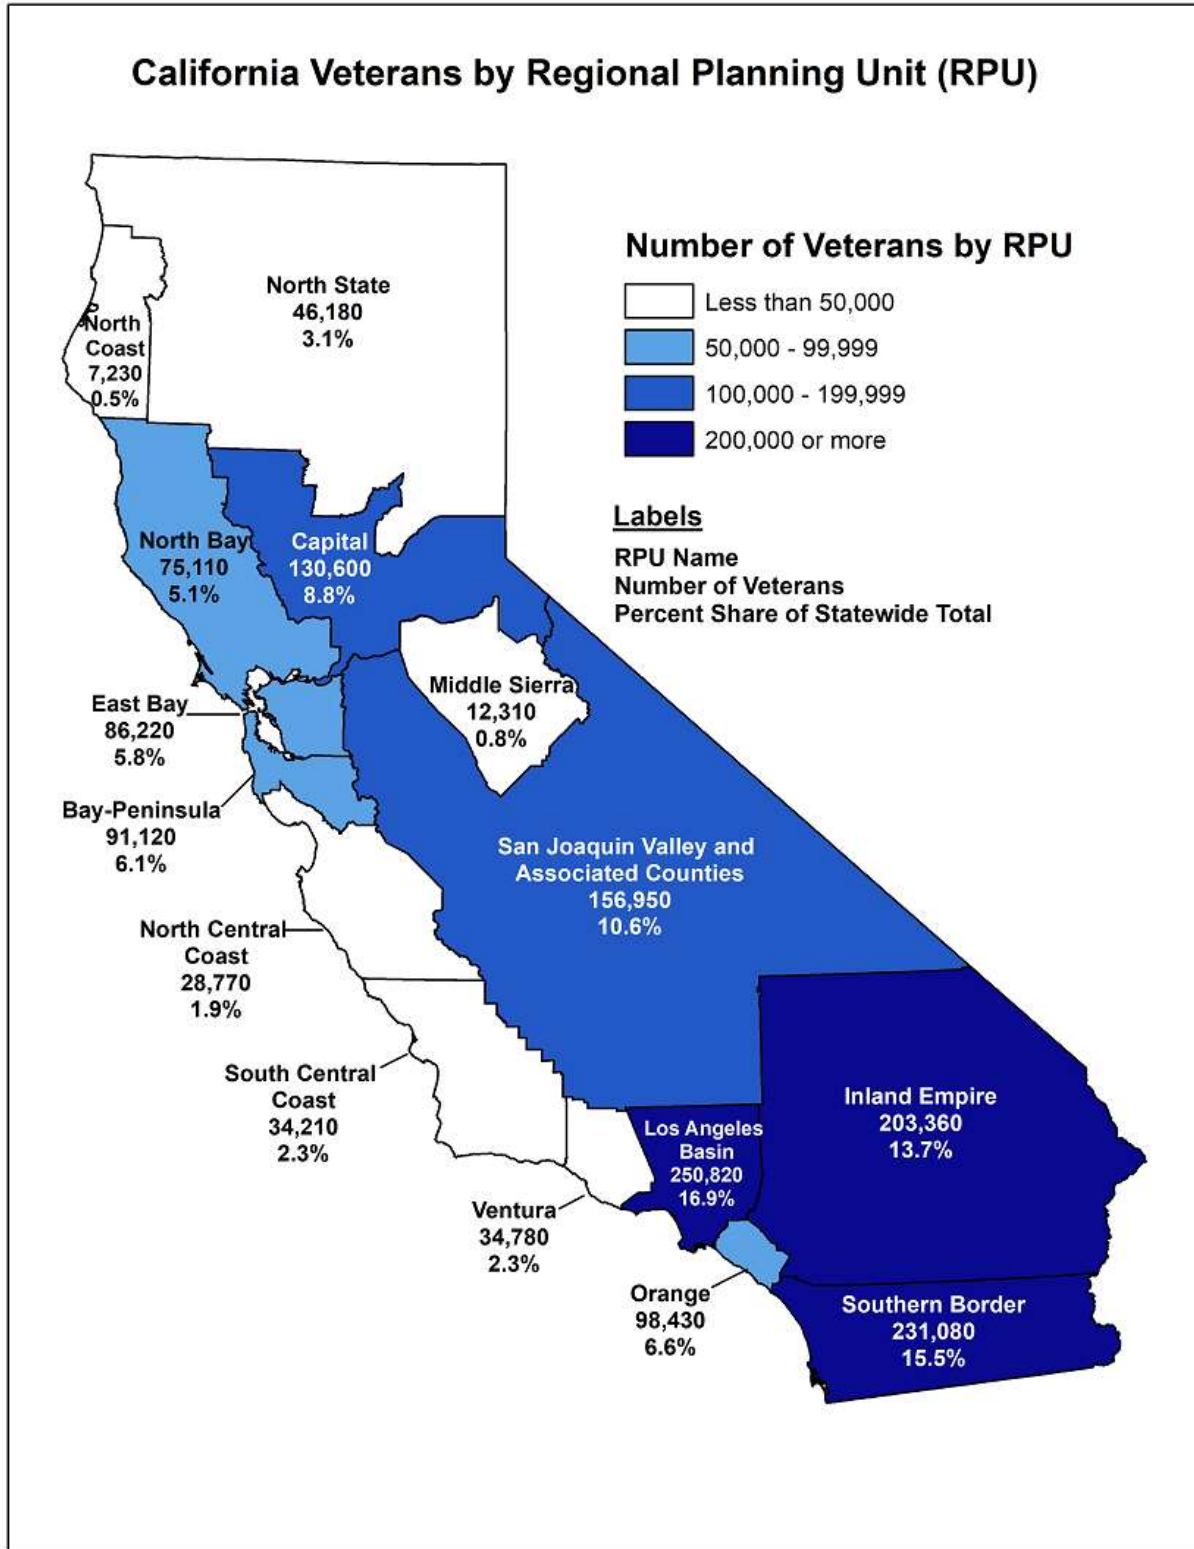 California Veterans by Regional Planning Unit (RPU)
Number of Veterans by RPU
Less than 50,000
50,000 - 99,999
100,000 - 199,999
200,000 or more
Labels
RPU Name
Number of Veterans
Percent Share of Statewide Total
North State
46,180
3.1%
North
Coast
7,230
0.5%
North Bay
75,110
5.1%
Capital
130,600
8.8%
Middle Sierra
12,310
0.8%
East Bay
86,220
5.8%
Bay-Peninsula
91,120
6.1%
San Joaquin Valley and
Associated Counties
156,950
10.6%
North Central
Coast
28,770
1.9%
South Central
Coast
34,210
2.3%
Inland Empire
203,360
13.7%
Los Angeles
Basin
250,820
16.9%
Ventura
34,780
2.3%
Orange
98,430
6.6%
Southern Border
231,080
15.5%